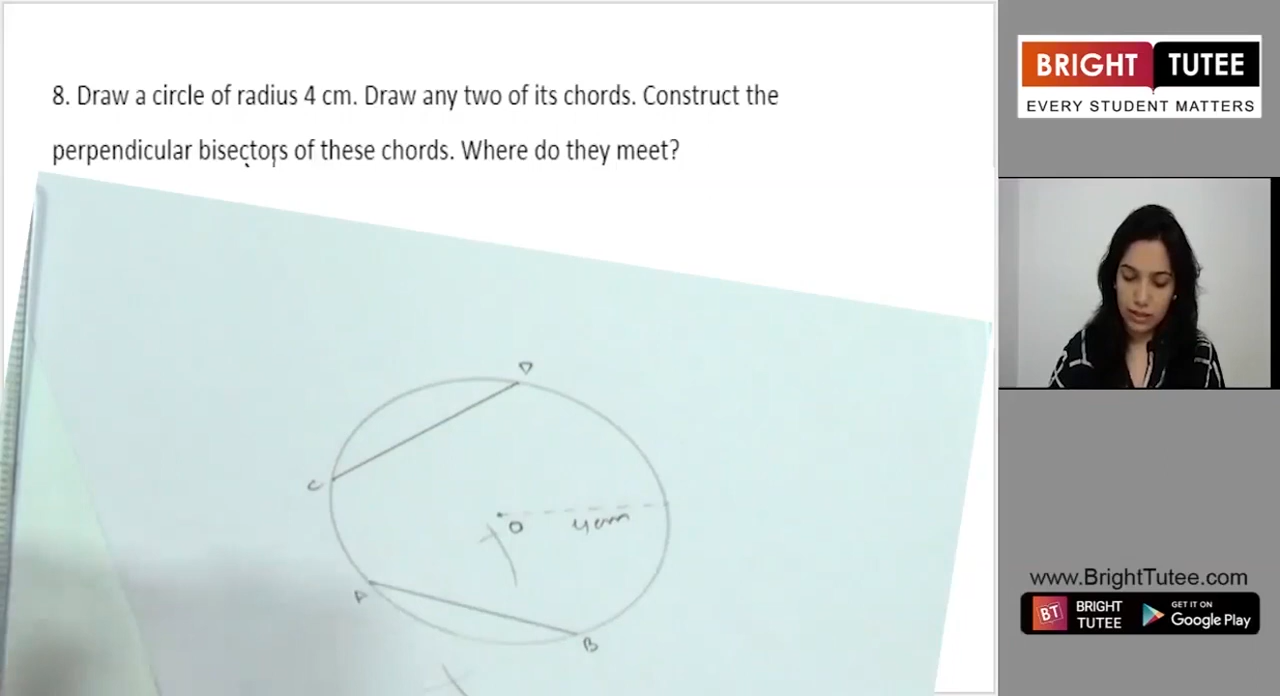 8. Draw a circle of radius 4 cm. Draw any two of its chords. Construct the
perpendicular bisectors of these chords. Where do they meet?
D
C
O
4cm
A
B
BRIGHT TUTEE
EVERY STUDENT MATTERS
www.BrightTutee.com
BT
BRIGHT
TUTEE
GET IT ON
Google Play